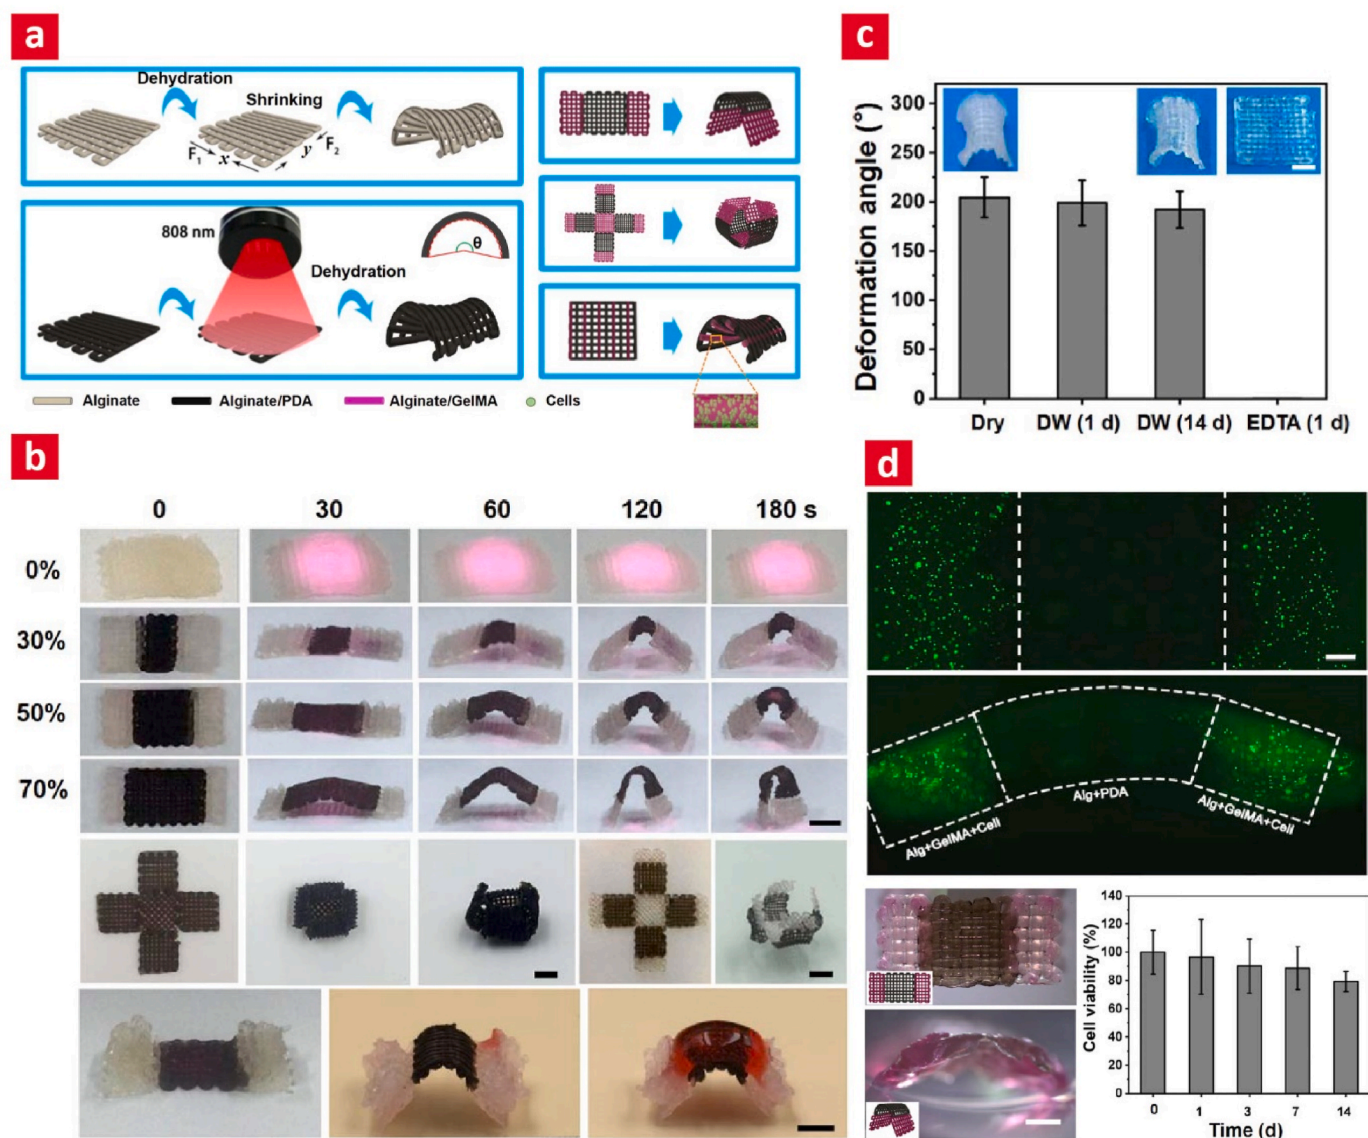 a
Dehydration
Shrinking
F1
x
y
F2
808 nm
θ
Dehydration
Alginate
Alginate/PDA
Alginate/GelMA
Cells
b
0 30 60 120 180 s
0%
30%
50%
70%
c
Deformation angle (°)
300
250
200
150
100
50
0
Dry DW (1 d) DW (14 d) EDTA (1 d)
d
Alg+GelMA+Cell
Alg+PDA
Alg+GelMA+Cell
Cell viability (%)
140
120
100
80
60
40
20
0
0 1 3 7 14
Time (d)